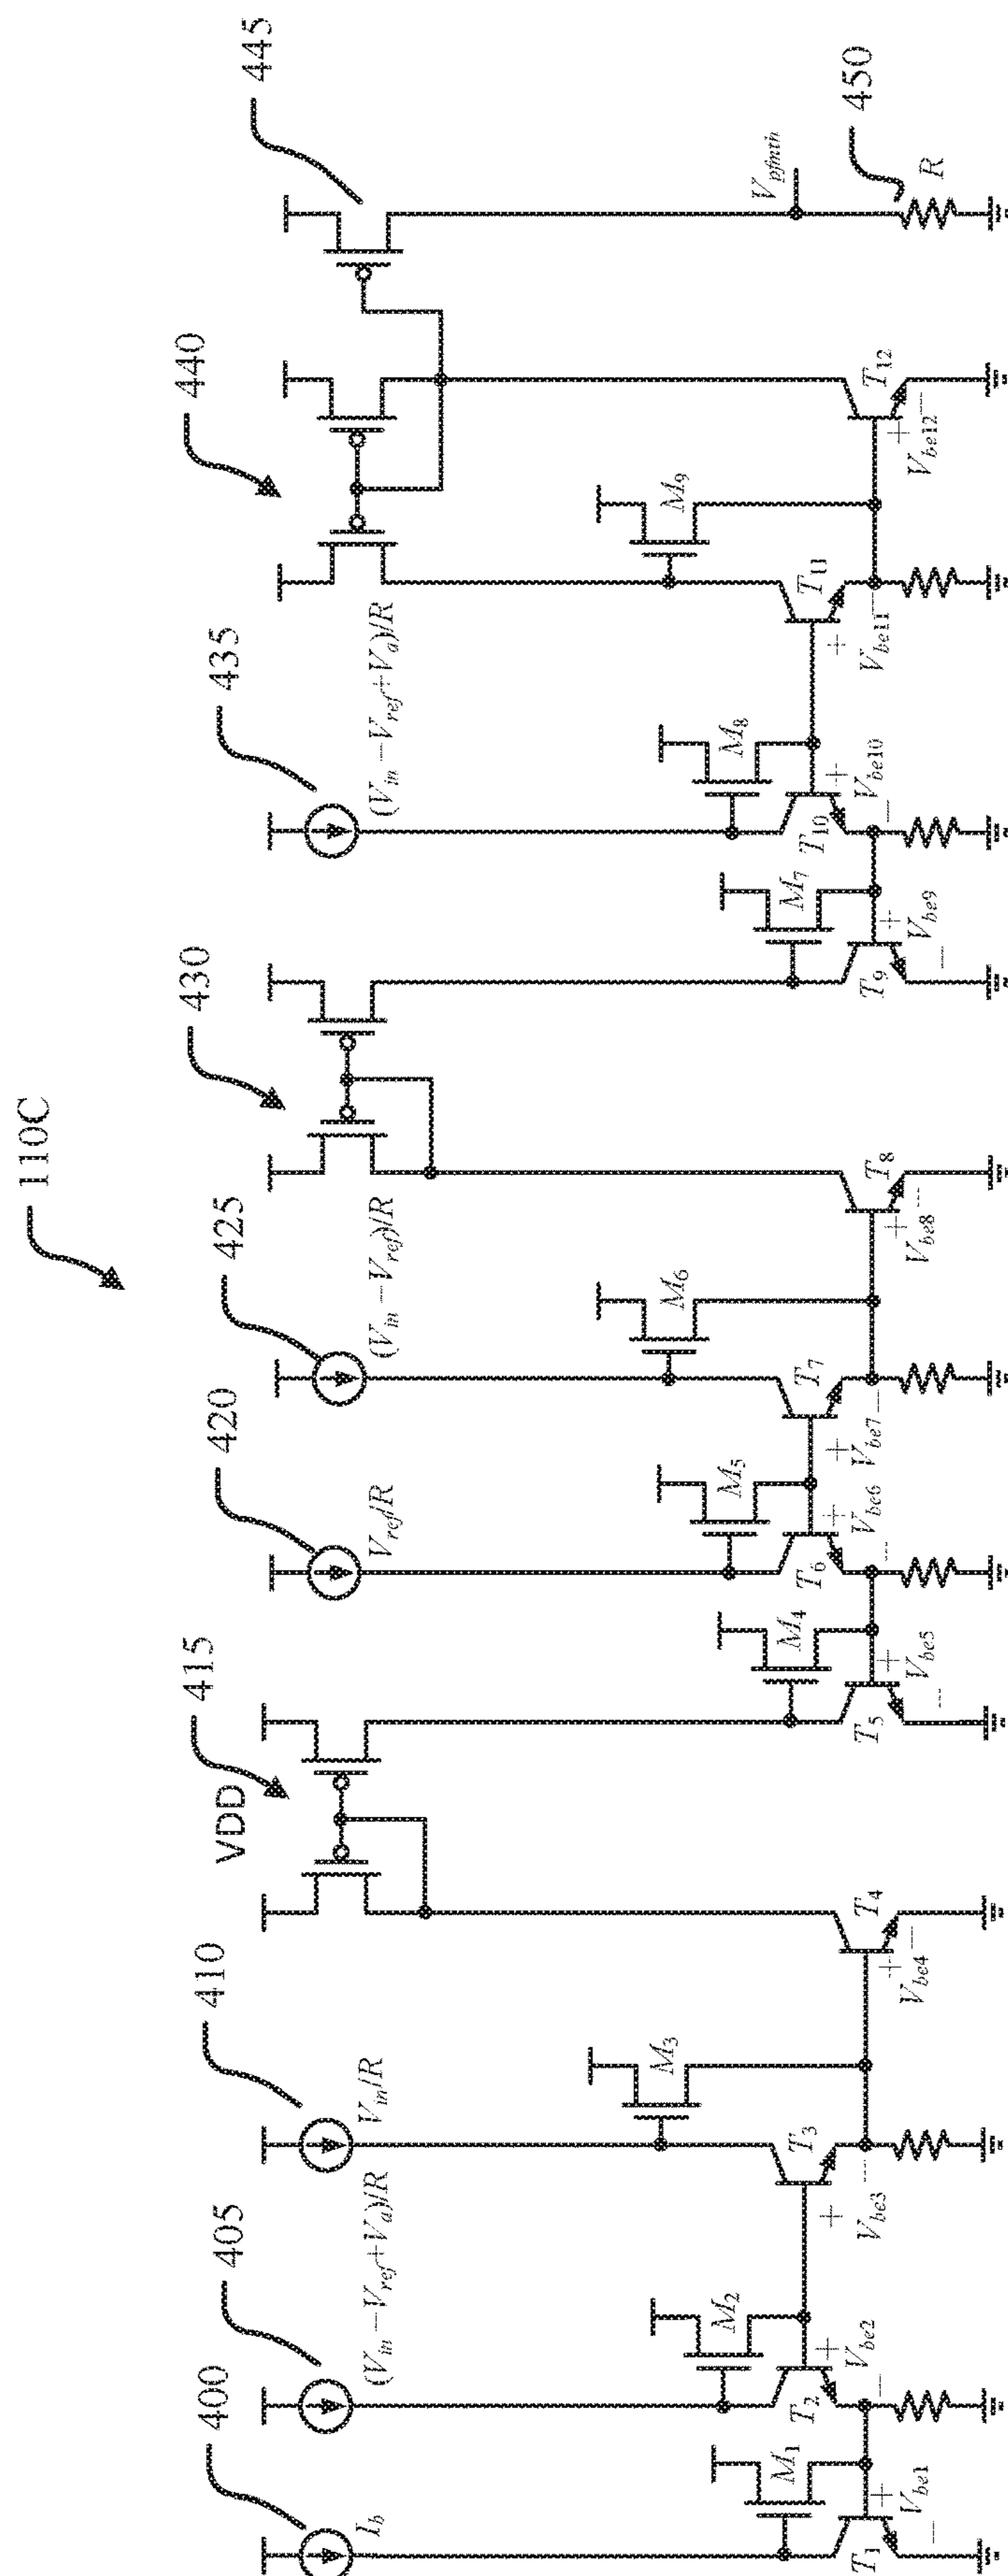 110C
400
405
410
415
420
425
430
435
440
445
VDD
I_b
(V_in − V_ref + V_a)/R
V_in/R
V_ref/R
(V_in − V_ref)/R
(V_in − V_ref + V_a)/R
V_pfmth
450
R
M_1
M_2
M_3
M_4
M_5
M_6
M_7
M_8
M_9
T_1
T_2
T_3
T_4
T_5
T_6
T_7
T_8
T_9
T_10
T_11
T_12
+ V_be1 −
+ V_be2 −
+ V_be3 −
+ V_be4 −
+ V_be5 −
+ V_be6 −
+ V_be7 −
+ V_be8 −
+ V_be9 −
+ V_be10 −
+ V_be11 −
+ V_be12 −